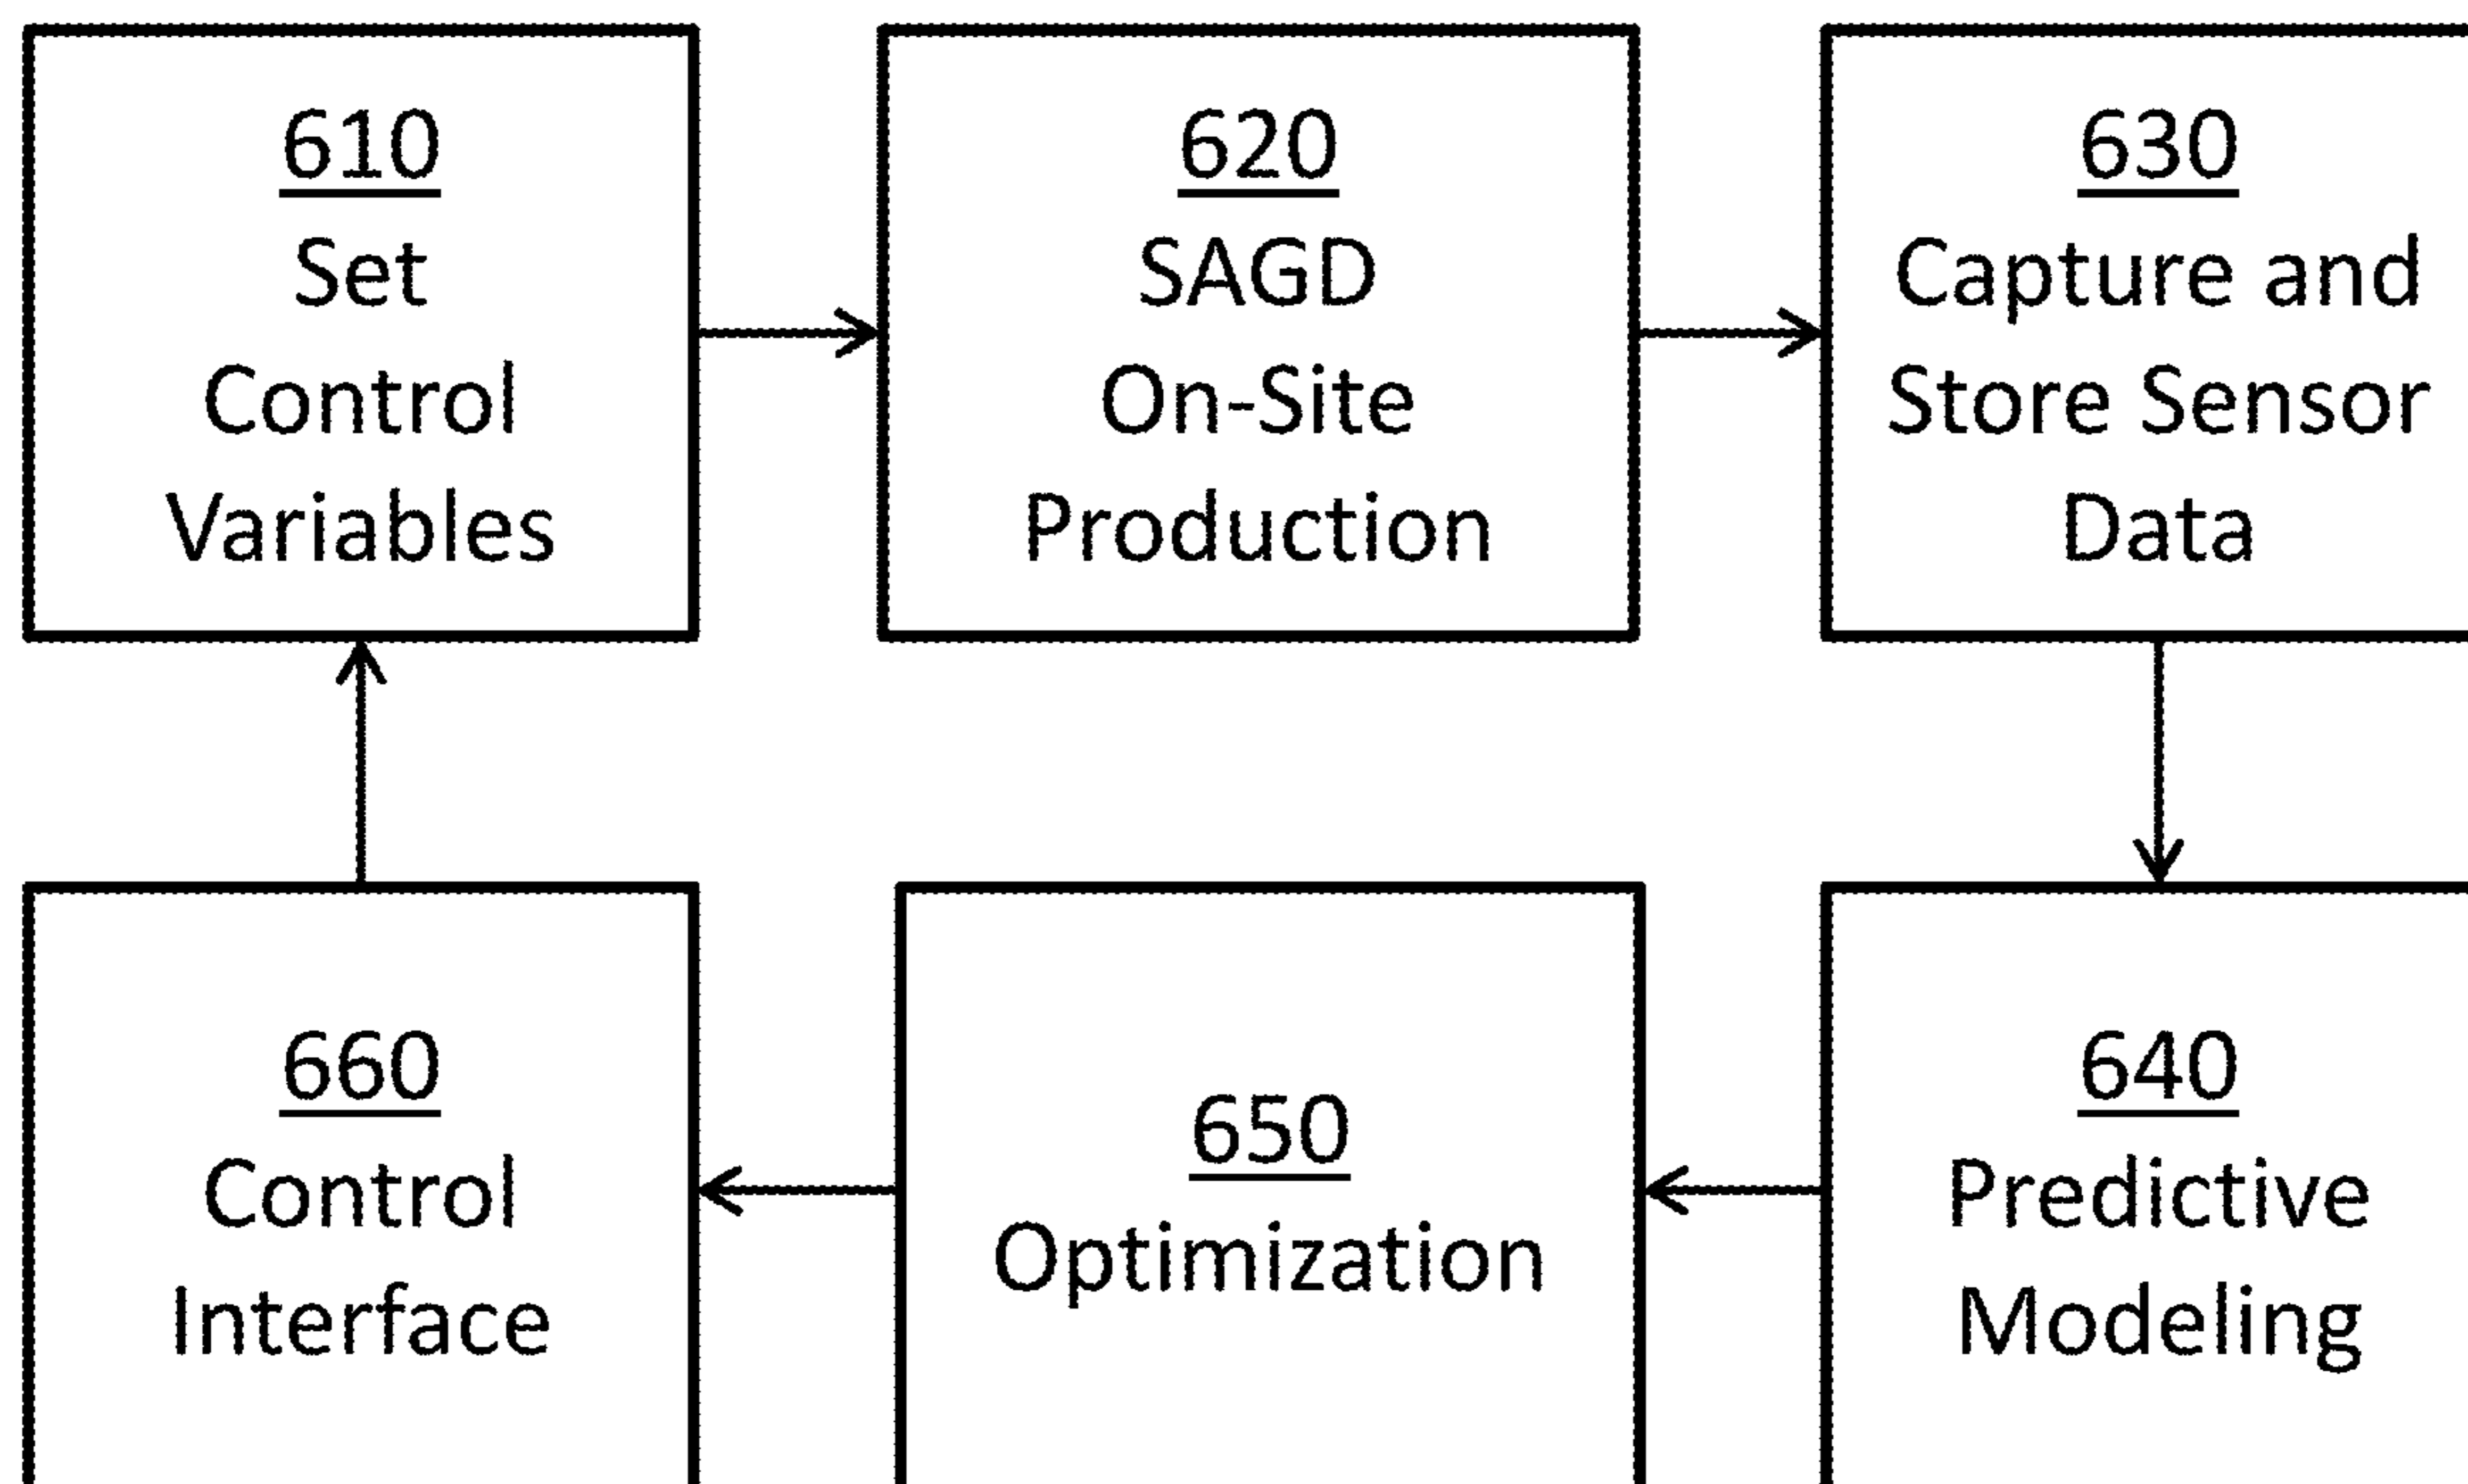 610
Set
Control
Variables
620
SAGD
On-Site
Production
630
Capture and
Store Sensor
Data
660
Control
Interface
650
Optimization
640
Predictive
Modeling